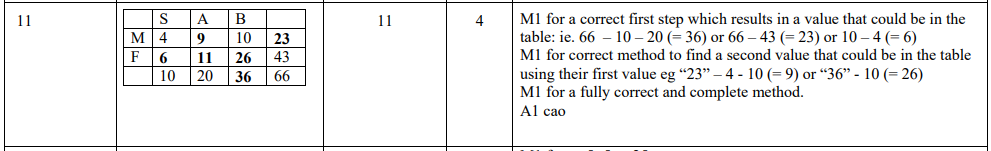 11
S A B
M 4 9 10 23
F 6 11 26 43
10 20 36 66
11
4
M1 for a correct first step which results in a value that could be in the
table: ie. 66 – 10 – 20 (= 36) or 66 – 43 (= 23) or 10 – 4 (= 6)
M1 for correct method to find a second value that could be in the table
using their first value eg “23” – 4 - 10 (= 9) or “36” - 10 (= 26)
M1 for a fully correct and complete method.
A1 cao